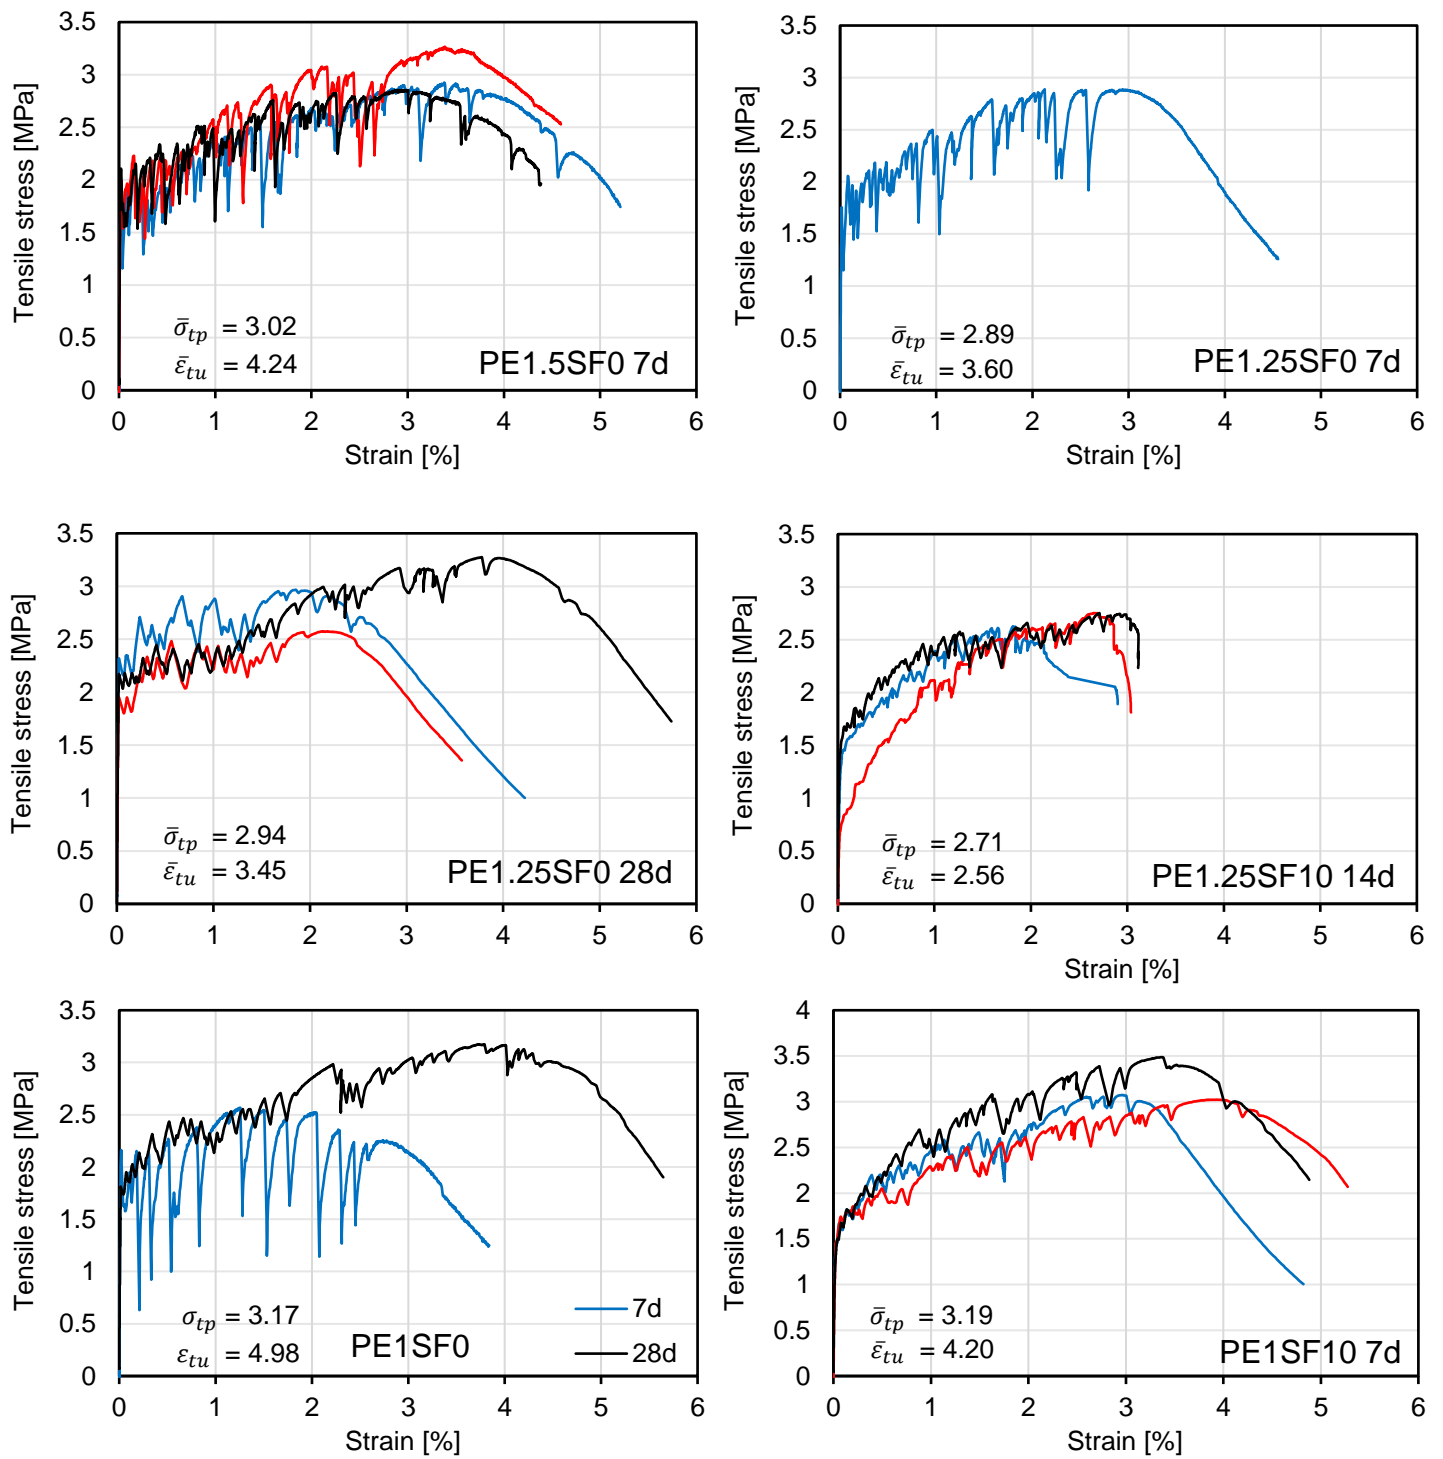 3.5
3
2.5
2
1.5
1
0.5
0
Tensile stress [MPa]
σ̄tp = 3.02
ε̄tu = 4.24
PE1.5SF0 7d
0 1 2 3 4 5 6
Strain [%]
3.5
3
2.5
2
1.5
1
0.5
0
Tensile stress [MPa]
σ̄tp = 2.89
ε̄tu = 3.60
PE1.25SF0 7d
0 1 2 3 4 5 6
Strain [%]
3.5
3
2.5
2
1.5
1
0.5
0
Tensile stress [MPa]
σ̄tp = 2.94
ε̄tu = 3.45
PE1.25SF0 28d
0 1 2 3 4 5 6
3.5
3
2.5
2
1.5
1
0.5
0
Tensile stress [MPa]
σ̄tp = 2.71
ε̄tu = 2.56
PE1.25SF10 14d
0 1 2 3 4 5 6
Strain [%]
3.5
3
2.5
2
1.5
1
0.5
0
Tensile stress [MPa]
σtp = 3.17
εtu = 4.98
PE1SF0
7d
28d
0 1 2 3 4 5 6
Strain [%]
4
3.5
3
2.5
2
1.5
1
0.5
0
Tensile stress [MPa]
σ̄tp = 3.19
ε̄tu = 4.20
PE1SF10 7d
0 1 2 3 4 5 6
Strain [%]